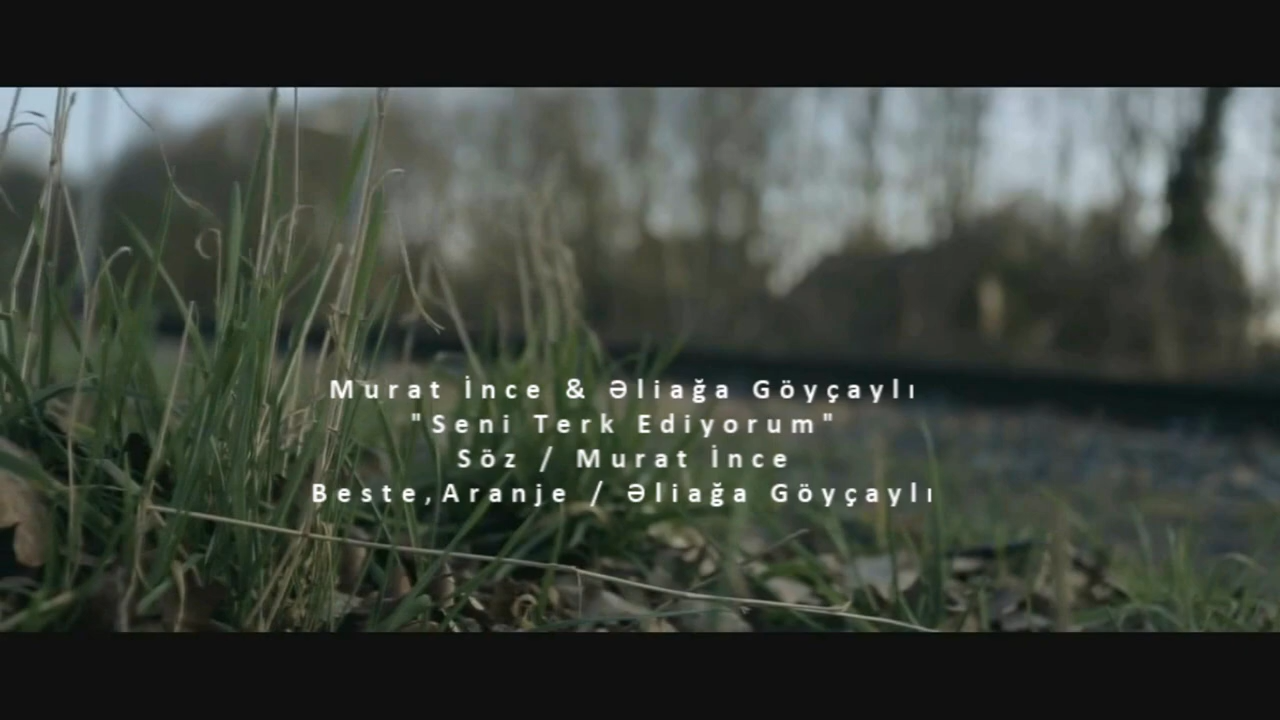 Murat İnce & Əliağa Göyçaylı
"Seni Terk Ediyorum"
Söz / Murat İnce
Beste,Aranje / Əliağa Göyçaylı